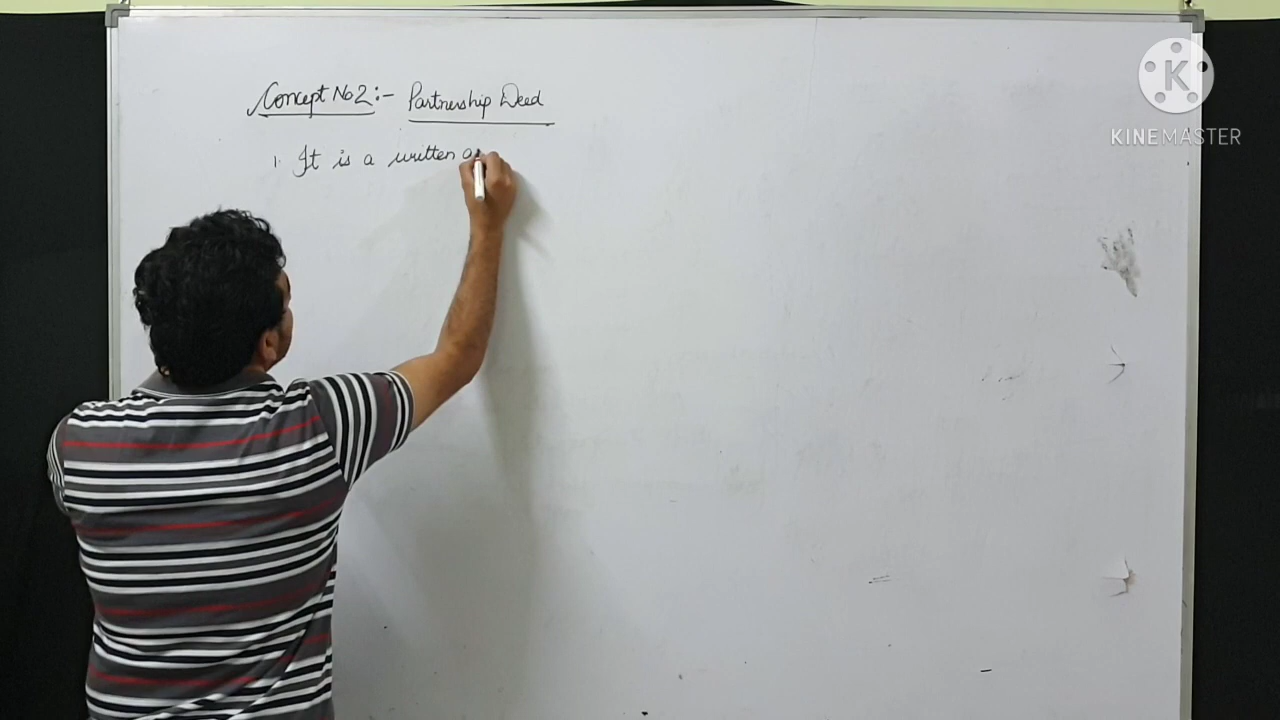 Concept No 2 :- Partnership Deed
1. It is a written a
K
KINEMASTER